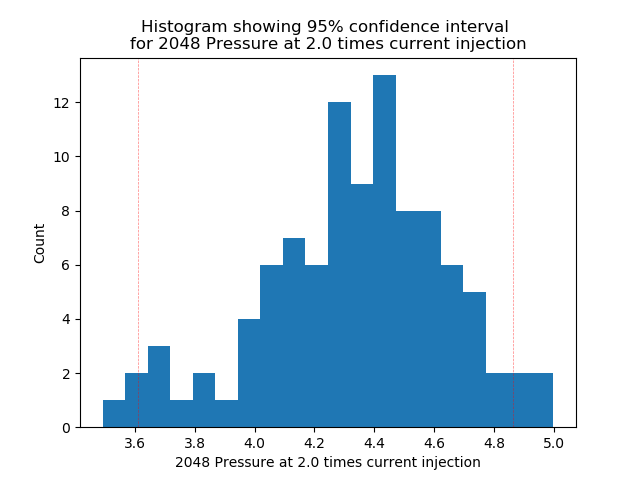 Histogram showing 95% confidence interval
for 2048 Pressure at 2.0 times current injection
12
10
8
6
4
2
0
Count
3.6 3.8 4.0 4.2 4.4 4.6 4.8 5.0
2048 Pressure at 2.0 times current injection